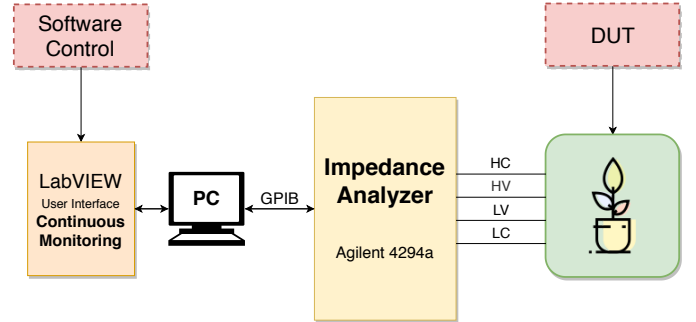 Software
Control
DUT
LabVIEW
User Interface
Continuous
Monitoring
PC
GPIB
Impedance
Analyzer
Agilent 4294a
HC
HV
LV
LC